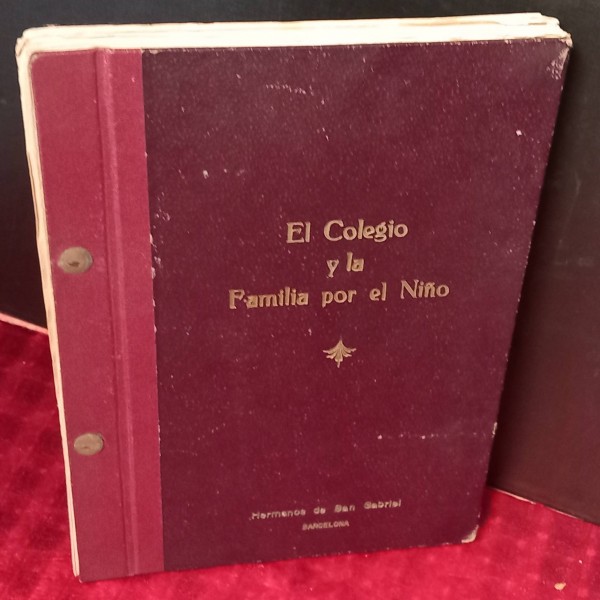 El Colegio
y la
Familia por el Niño
Hermanos de San Gabriel
BARCELONA